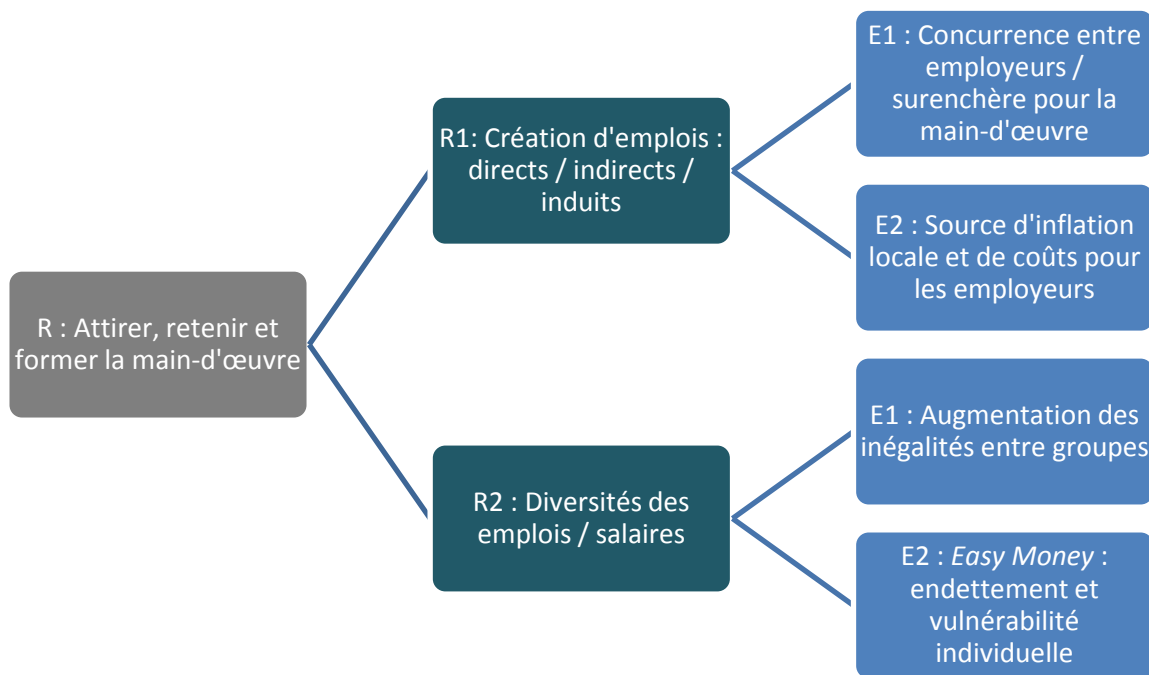 R : Attirer, retenir et
former la main-d'œuvre
R1: Création d'emplois :
directs / indirects /
induits
E1 : Concurrence entre
employeurs /
surenchère pour la
main-d'œuvre
E2 : Source d'inflation
locale et de coûts pour
les employeurs
R2 : Diversités des
emplois / salaires
E1 : Augmentation des
inégalités entre groupes
E2 : Easy Money :
endettement et
vulnérabilité
individuelle